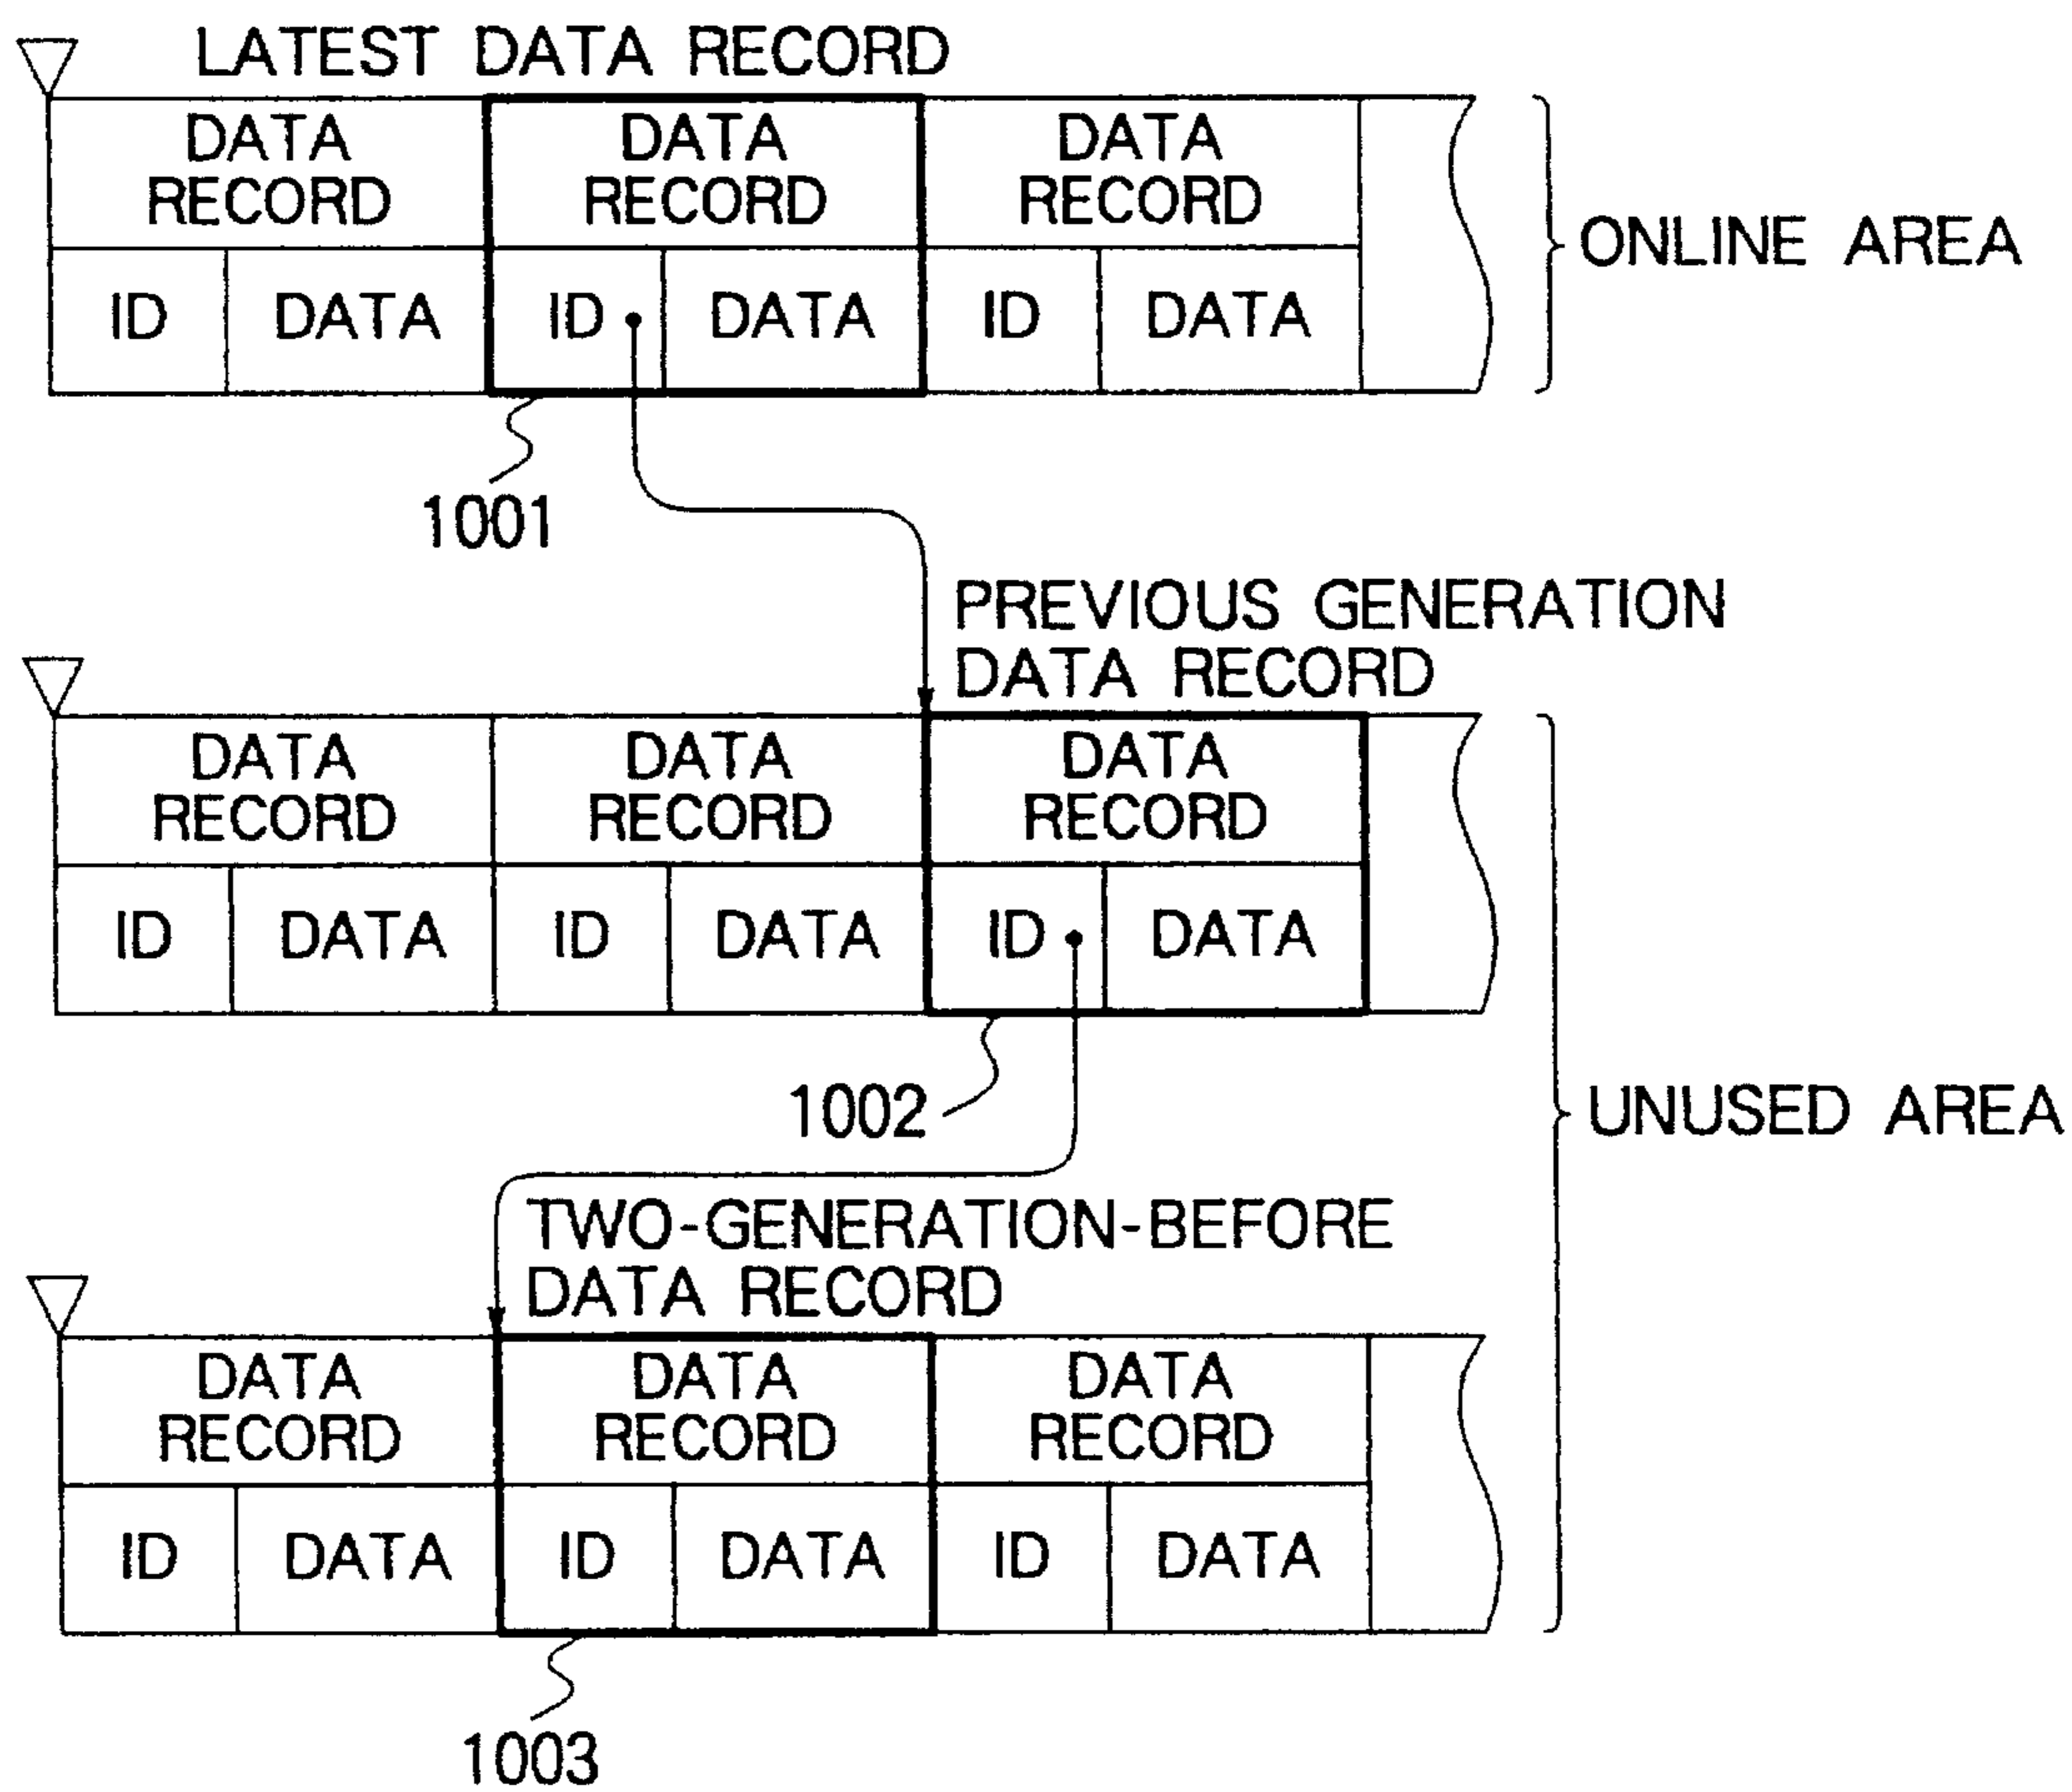 LATEST DATA RECORD
DATA DATA DATA
RECORD RECORD RECORD
ONLINE AREA
ID DATA ID DATA ID DATA
1001
PREVIOUS GENERATION
DATA RECORD
DATA DATA DATA
RECORD RECORD RECORD
ID DATA ID DATA ID DATA
1002
UNUSED AREA
TWO-GENERATION-BEFORE
DATA RECORD
DATA DATA DATA
RECORD RECORD RECORD
ID DATA ID DATA ID DATA
1003